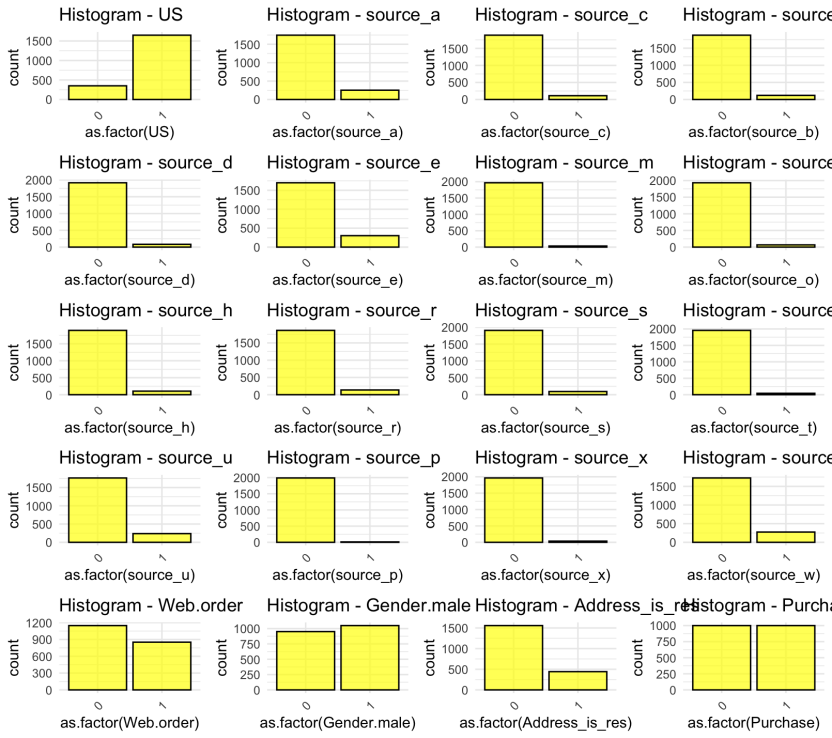 Histogram - US
count
1500
1000
500
0
0
1
as.factor(US)
Histogram - source_a
count
1500
1000
500
0
0
1
as.factor(source_a)
Histogram - source_c
count
1500
1000
500
0
0
1
as.factor(source_c)
Histogram - source
count
1500
1000
500
0
0
1
as.factor(source_b)
Histogram - source_d
count
2000
1500
1000
500
0
0
1
as.factor(source_d)
Histogram - source_e
count
1500
1000
500
0
0
1
as.factor(source_e)
Histogram - source_m
count
2000
1500
1000
500
0
0
1
as.factor(source_m)
Histogram - source
count
2000
1500
1000
500
0
0
1
as.factor(source_o)
Histogram - source_h
count
1500
1000
500
0
0
1
as.factor(source_h)
Histogram - source_r
count
1500
1000
500
0
0
1
as.factor(source_r)
Histogram - source_s
count
2000
1500
1000
500
0
0
1
as.factor(source_s)
Histogram - source
count
2000
1500
1000
500
0
0
1
as.factor(source_t)
Histogram - source_u
count
1500
1000
500
0
0
1
as.factor(source_u)
Histogram - source_p
count
2000
1500
1000
500
0
0
1
as.factor(source_p)
Histogram - source_x
count
2000
1500
1000
500
0
0
1
as.factor(source_x)
Histogram - source
count
1500
1000
500
0
0
1
as.factor(source_w)
Histogram - Web.order
count
1200
900
600
300
0
0
1
as.factor(Web.order)
Histogram - Gender.male
count
1000
750
500
250
0
0
1
as.factor(Gender.male)
Histogram - Address_is_res
count
1500
1000
500
0
0
1
as.factor(Address_is_res)
Histogram - Purcha
count
1000
750
500
250
0
0
1
as.factor(Purchase)